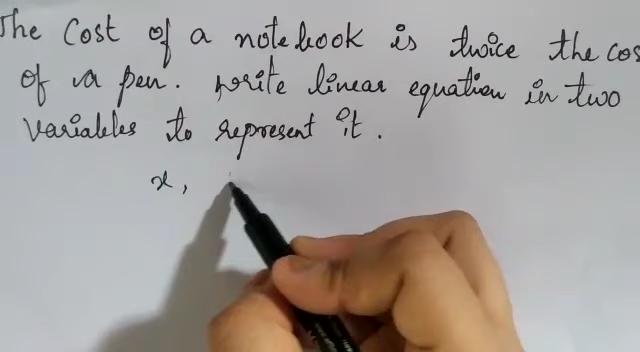 The Cost of a notebook is twice the cos
of a pen. write linear equation in two
variables to represent it.
x,